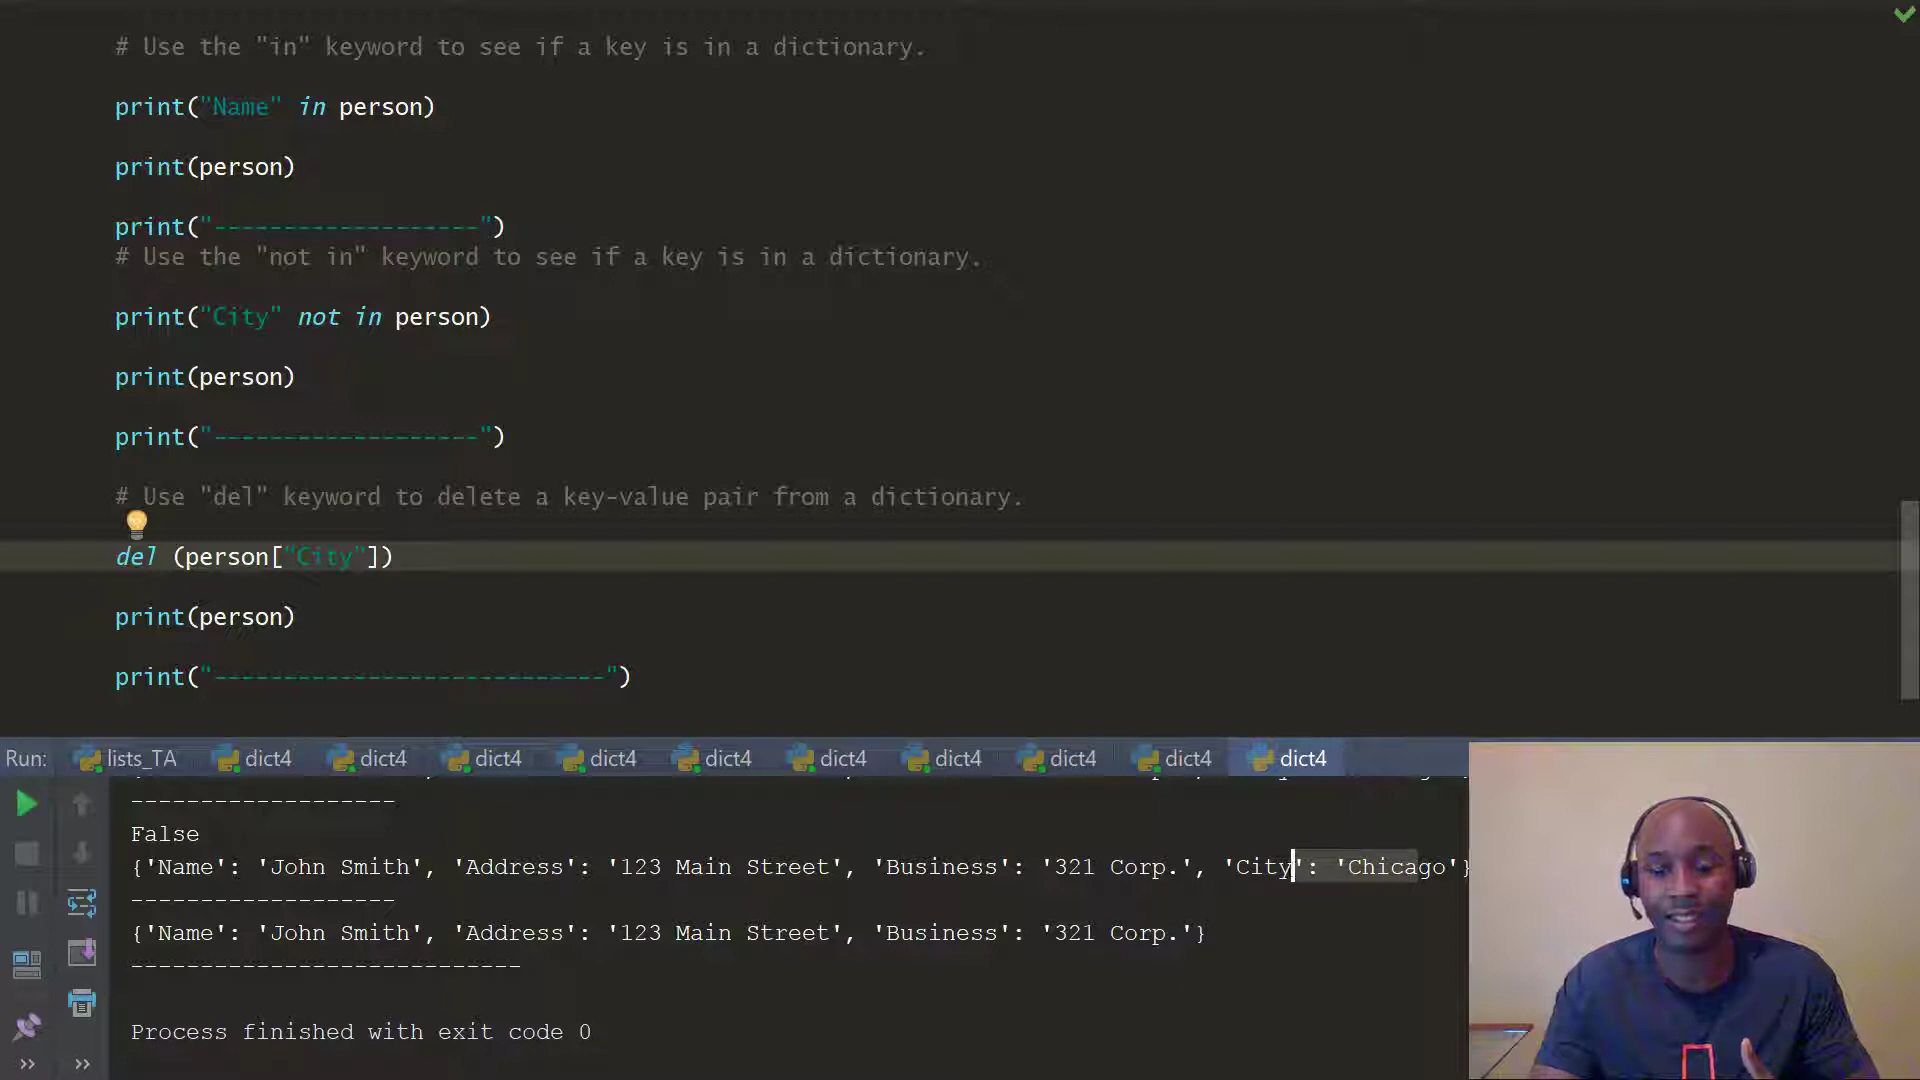 # Use the "in" keyword to see if a key is in a dictionary.
print("Name" in person)
print(person)
print("-------------------")
# Use the "not in" keyword to see if a key is in a dictionary.
print("City" not in person)
print(person)
print("-------------------")
# Use "del" keyword to delete a key-value pair from a dictionary.
del (person["City"])
print(person)
print("----------------------------")
Run: lists_TA dict4 dict4 dict4 dict4 dict4 dict4 dict4 dict4 dict4 dict4
-------------------
False
{'Name': 'John Smith', 'Address': '123 Main Street', 'Business': '321 Corp.', 'City': 'Chicago'}
-------------------
{'Name': 'John Smith', 'Address': '123 Main Street', 'Business': '321 Corp.'}
----------------------------
Process finished with exit code 0